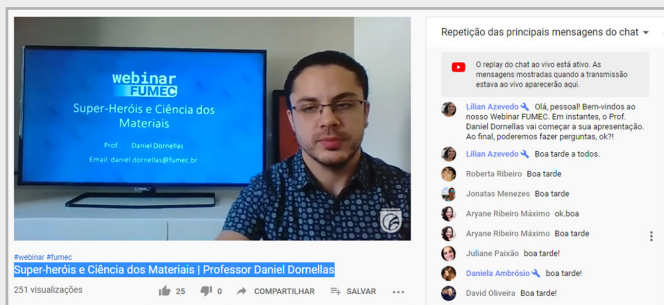 webinar
FUMEC
Super-Heróis e Ciência dos
Materiais
Prof.: Daniel Dornellas
Email: daniel.dornellas@fumec.br
#webinar #fumec
Super-heróis e Ciência dos Materiais | Professor Daniel Dornellas
251 visualizações
25
0
COMPARTILHAR
SALVAR
Repetição das principais mensagens do chat
O replay do chat ao vivo está ativo. As
mensagens mostradas quando a transmissão
estava ao vivo aparecerão aqui.
Lilian Azevedo Olá, pessoal! Bem-vindos ao
nosso Webinar FUMEC. Em instantes, o Prof.
Daniel Dornellas vai começar a sua apresentação.
Ao final, poderemos fazer perguntas, ok?!
Lilian Azevedo Boa tarde a todos.
Roberta Ribeiro Boa tarde
Jonatas Menezes Boa tarde
Aryane Ribeiro Máximo ok.boa
Aryane Ribeiro Máximo Boa tarde
Juliane Paixão boa tarde!
Daniela Ambrósio boa tarde!
David Oliveira Boa tarde!